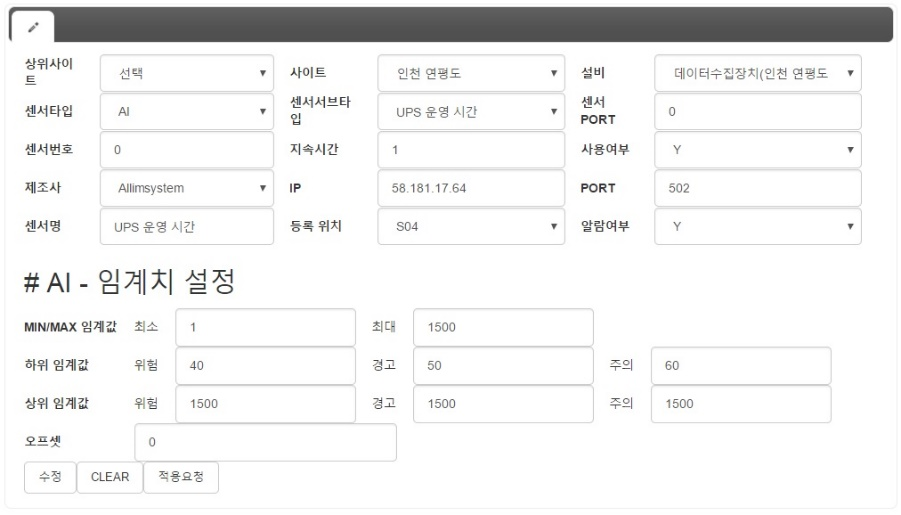 상위사이트 선택 사이트 인천 연평도 설비 데이터수집장치(인천 연평도
센서타입 AI 센서서브타입 UPS 운영 시간 센서 PORT 0
센서번호 0 지속시간 1 사용여부 Y
제조사 Allimsystem IP 58.181.17.64 PORT 502
센서명 UPS 운영 시간 등록 위치 S04 알람여부 Y
# AI - 임계치 설정
MIN/MAX 임계값 최소 1 최대 1500
하위 임계값 위험 40 경고 50 주의 60
상위 임계값 위험 1500 경고 1500 주의 1500
오프셋 0
수정 CLEAR 적용요청